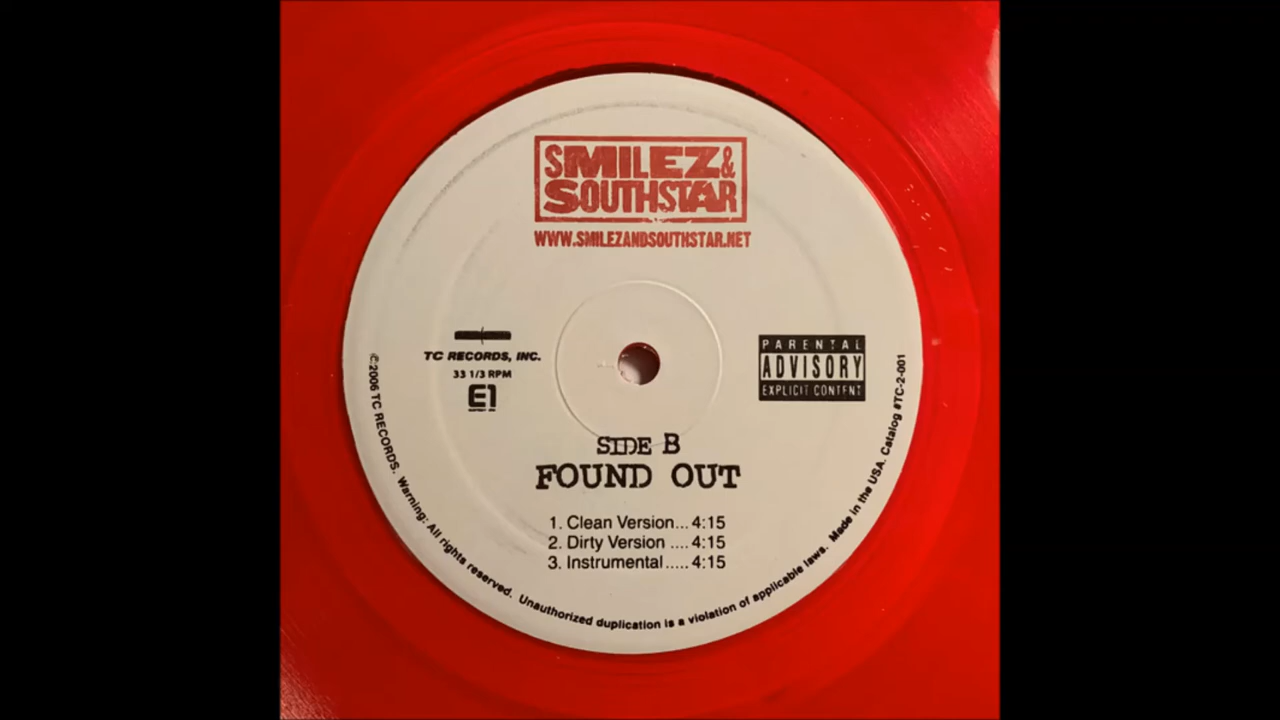 SMILEZ &
SOUTHSTAR
WWW.SMILEZANDSOUTHSTAR.NET
TC RECORDS, INC.
33 1/3 RPM
E1
PARENTAL
ADVISORY
EXPLICIT CONTENT
SIDE B
FOUND OUT
1. Clean Version... 4:15
2. Dirty Version .... 4:15
3. Instrumental ..... 4:15
©2006 TC RECORDS. Warning: All rights reserved. Unauthorized duplication is a violation of applicable laws. Made in the USA. Catalog #TC-2-001